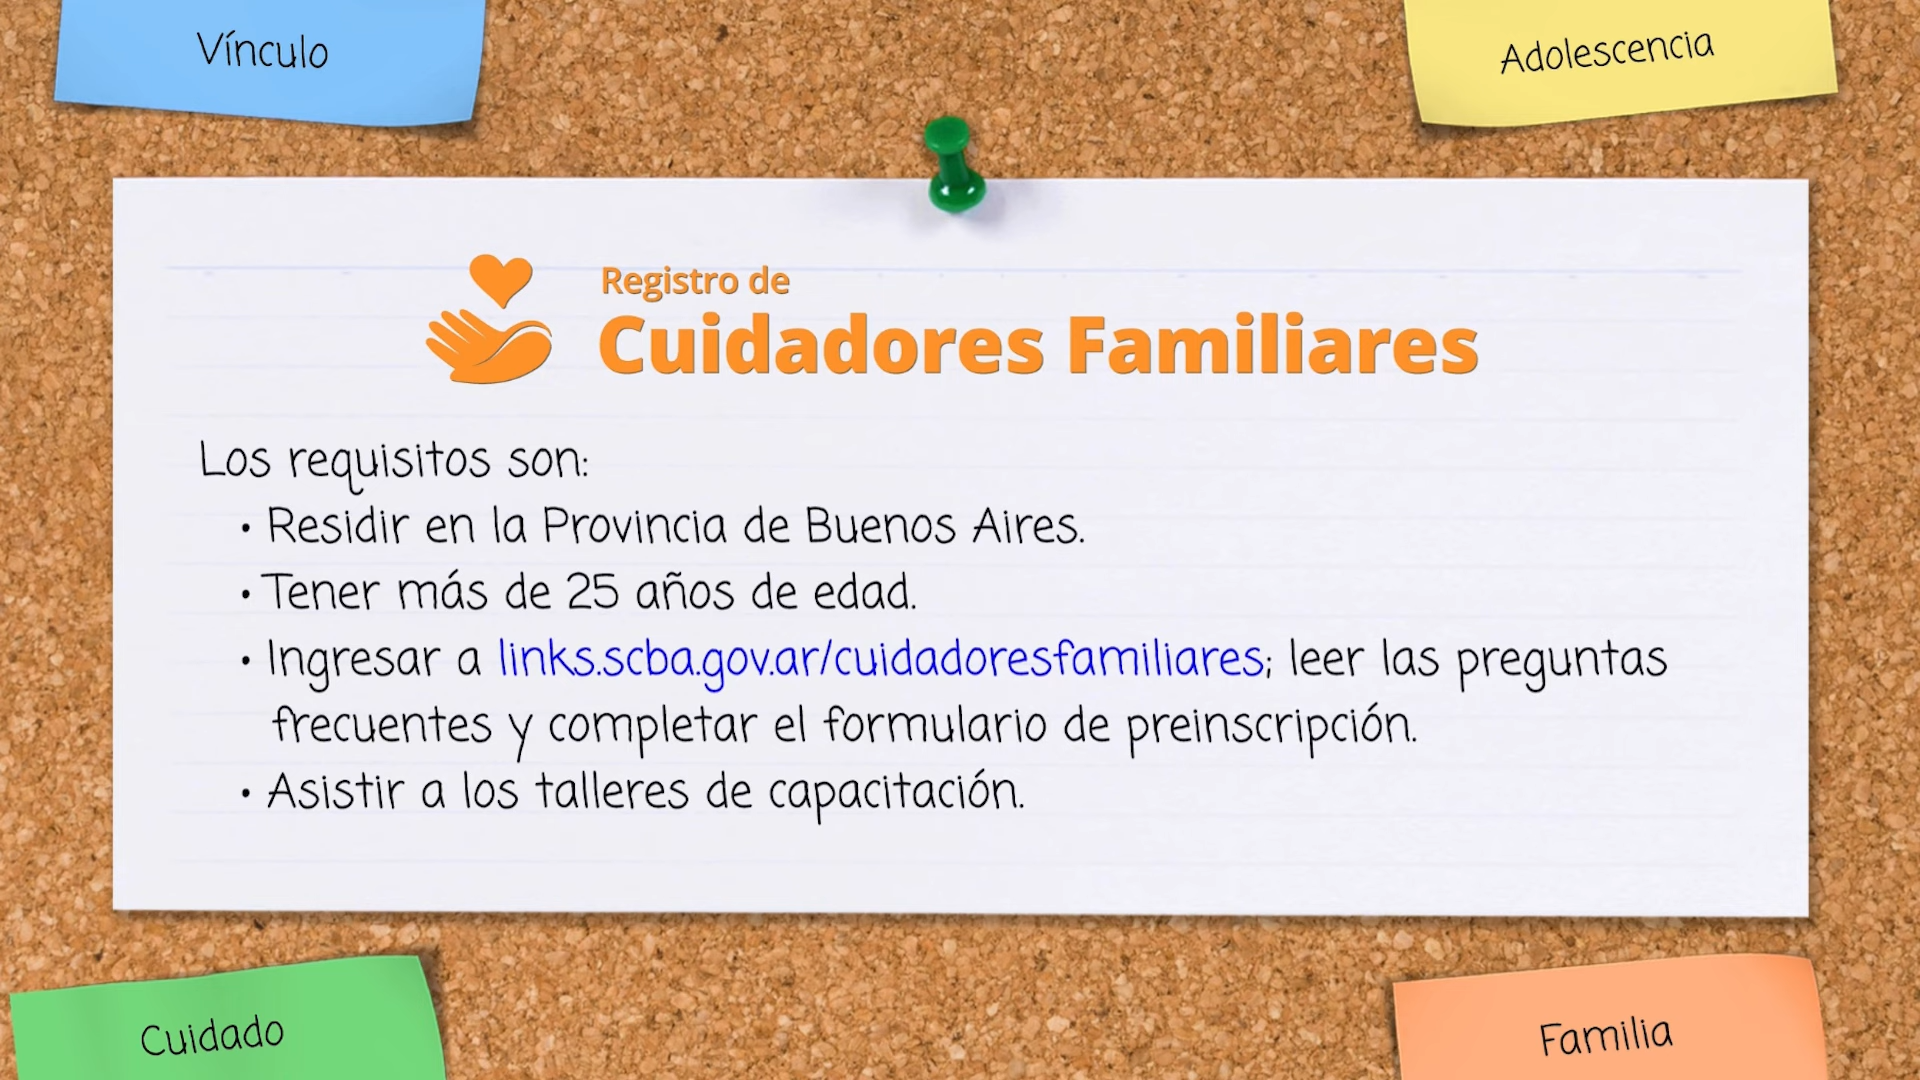 Vínculo
Adolescencia
Registro de
Cuidadores Familiares
Los requisitos son:
• Residir en la Provincia de Buenos Aires.
• Tener más de 25 años de edad.
• Ingresar a links.scba.gov.ar/cuidadoresfamiliares; leer las preguntas
frecuentes y completar el formulario de preinscripción.
• Asistir a los talleres de capacitación.
Cuidado
Familia